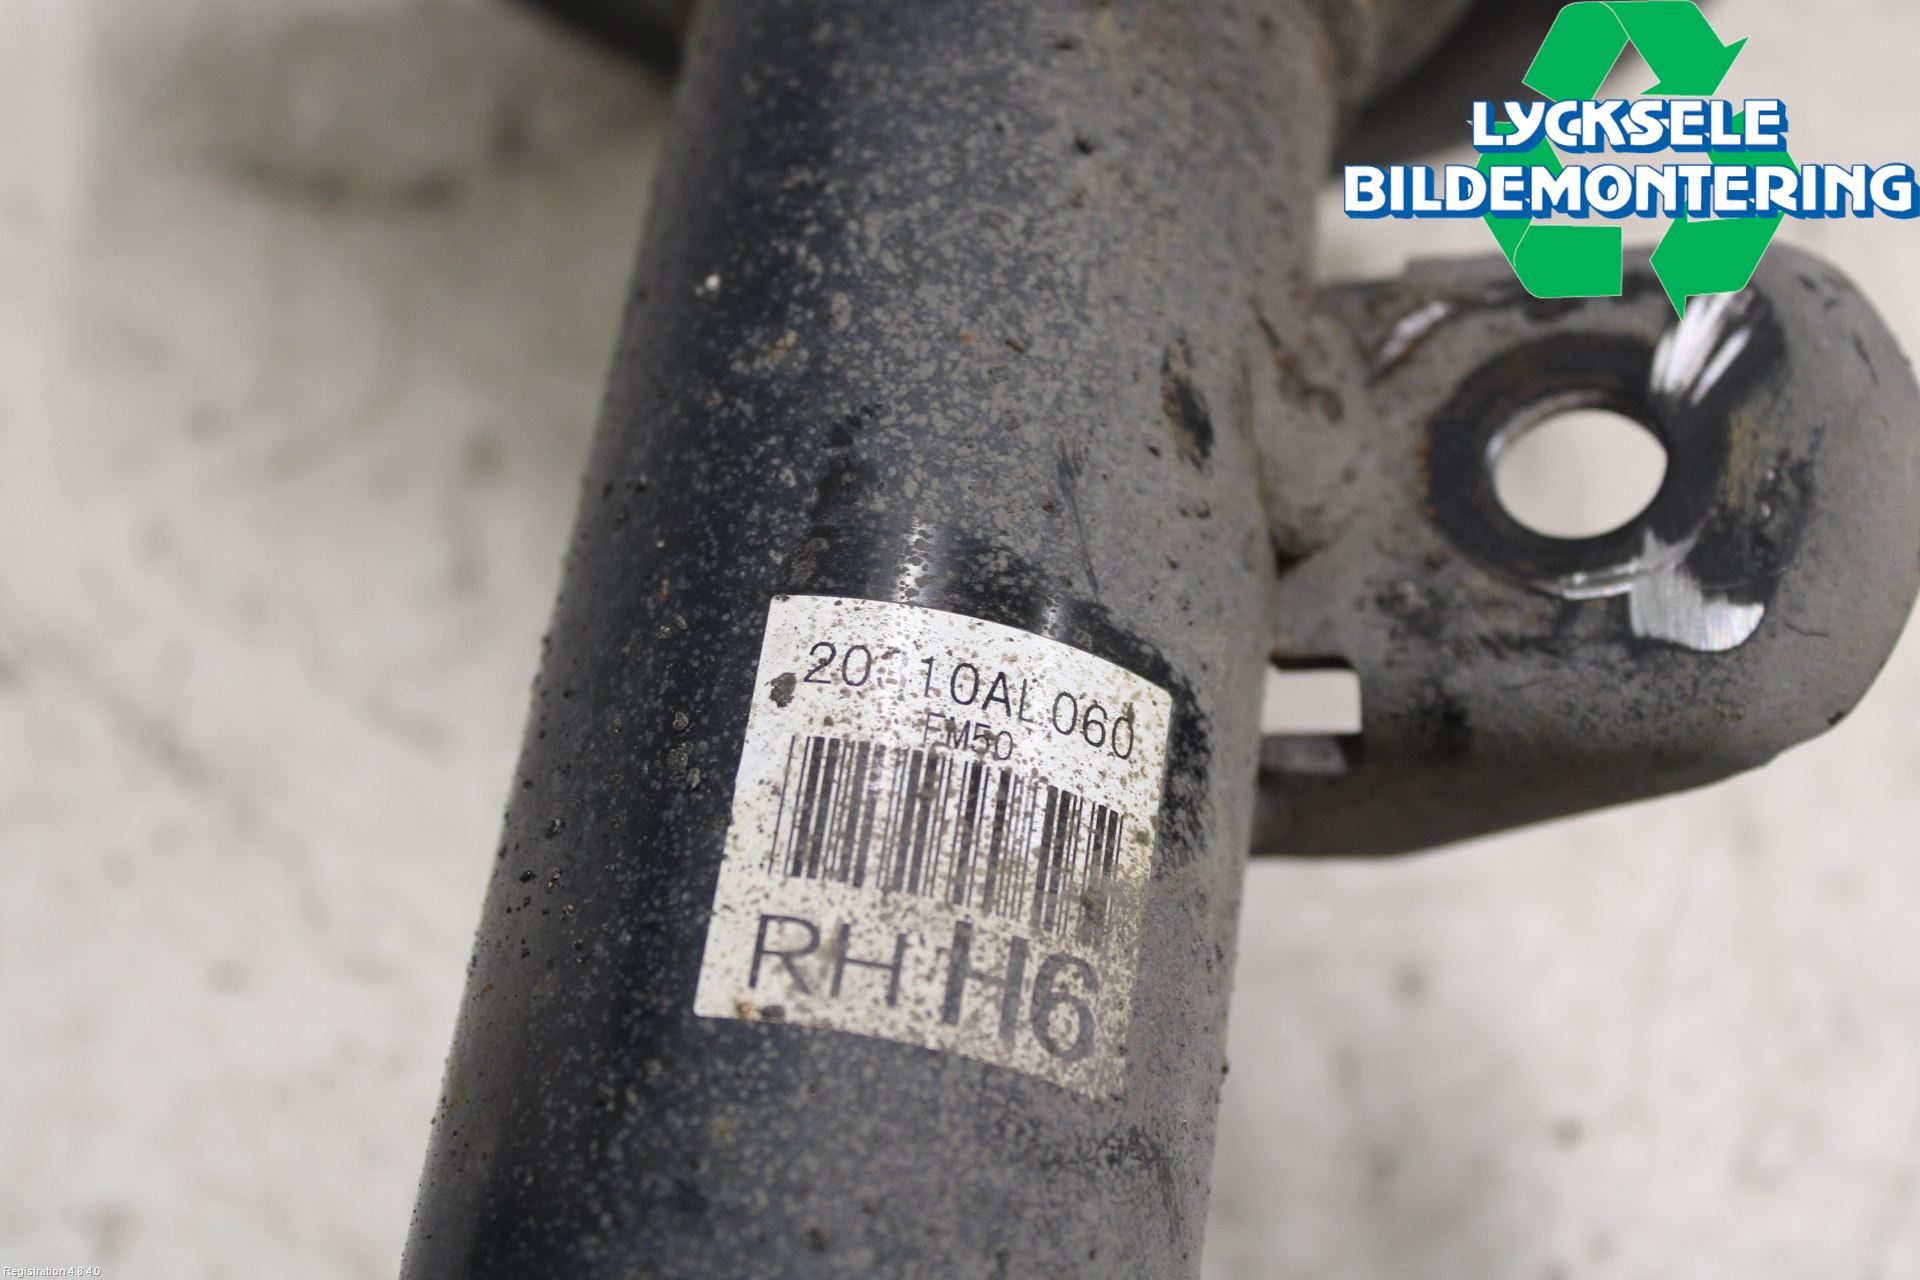 LYCKSELE
BILDEMONTERING
20310AL060
FM50
RH H6
Registration 4.8.4.0